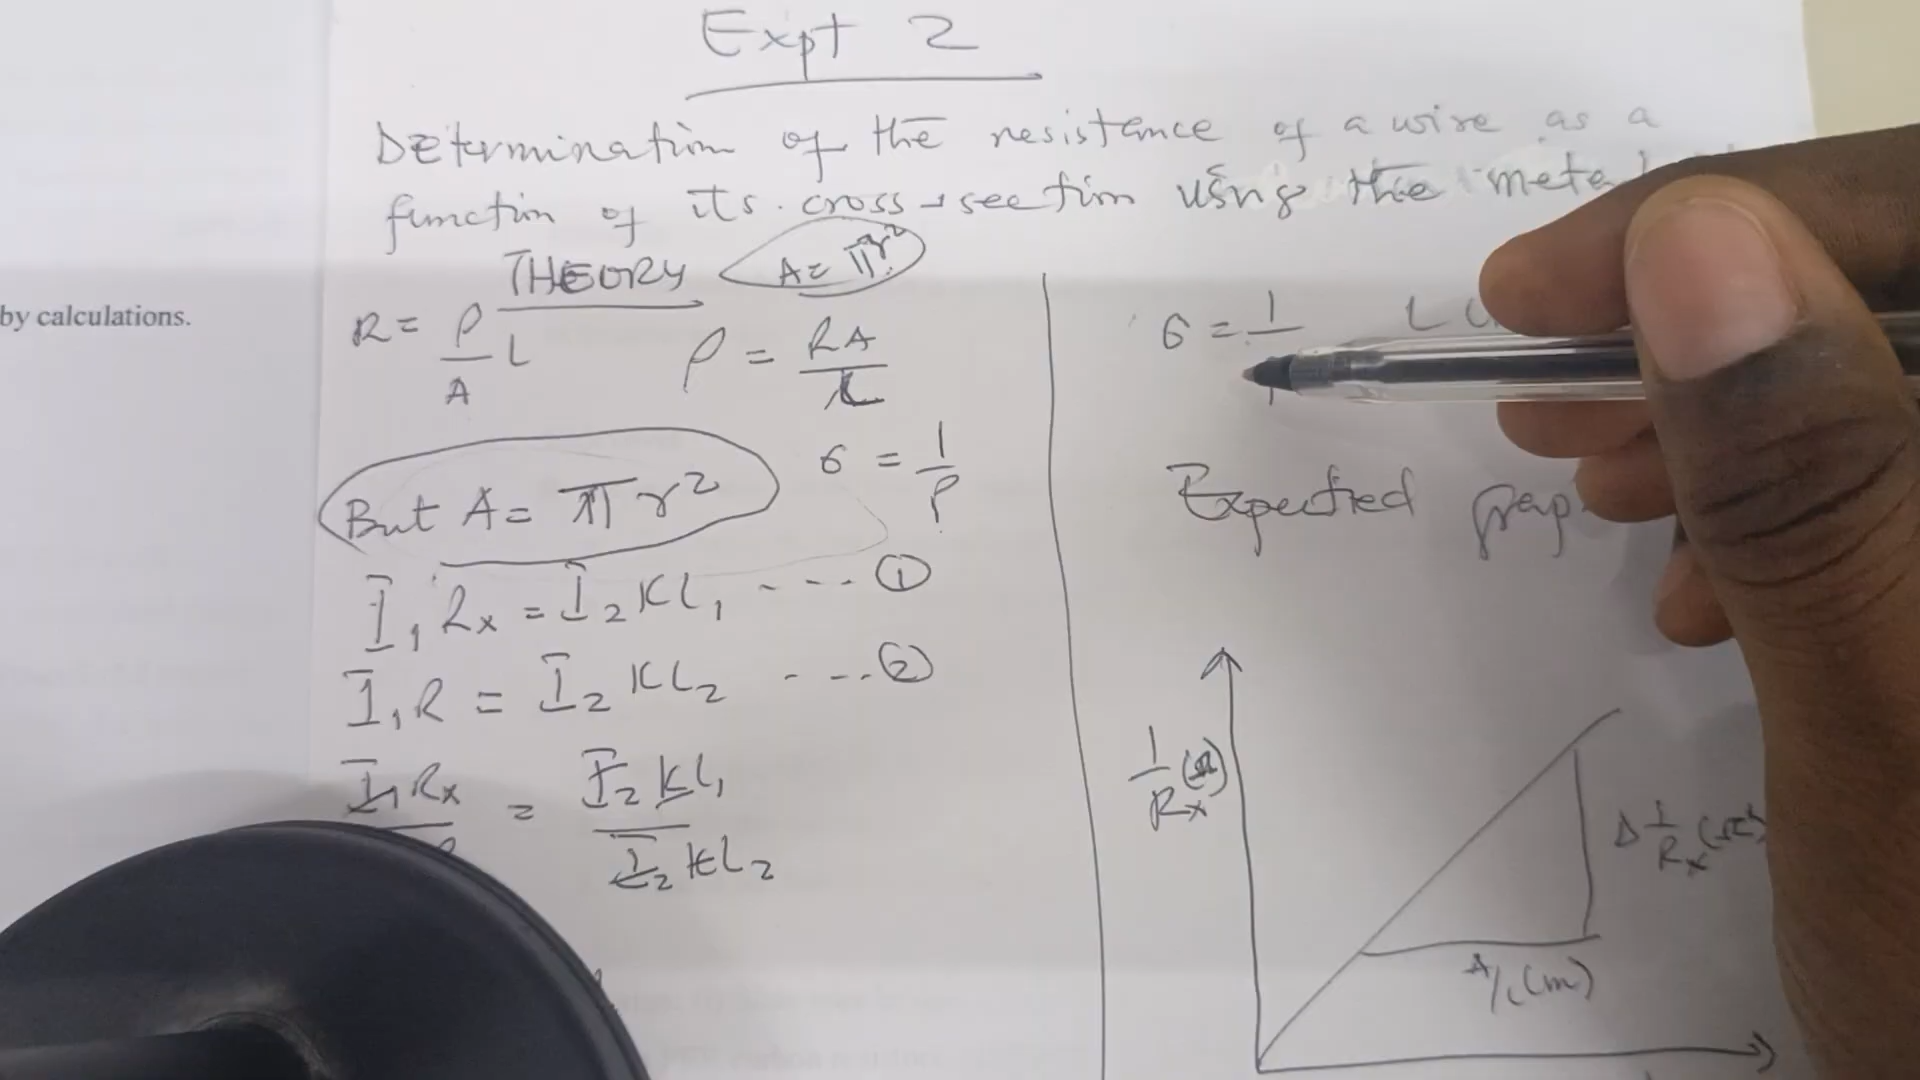 Expt 2
Determination of the resistance of a wire as a
function of its cross-section using the
THEORY
A = πr²
R = ρ/A L
ρ = RA/L
But A = πr²
σ = 1/ρ
I₁Rx = I₂KL₁ ---- ①
I₁R = I₂KL₂ ---- ②
I₁Rx = I₂KL₁/I₂KL₂
by calculations.
σ = 1
L
Expected
1/Rx (Ω)
Δ 1/Rx
A/L (m)